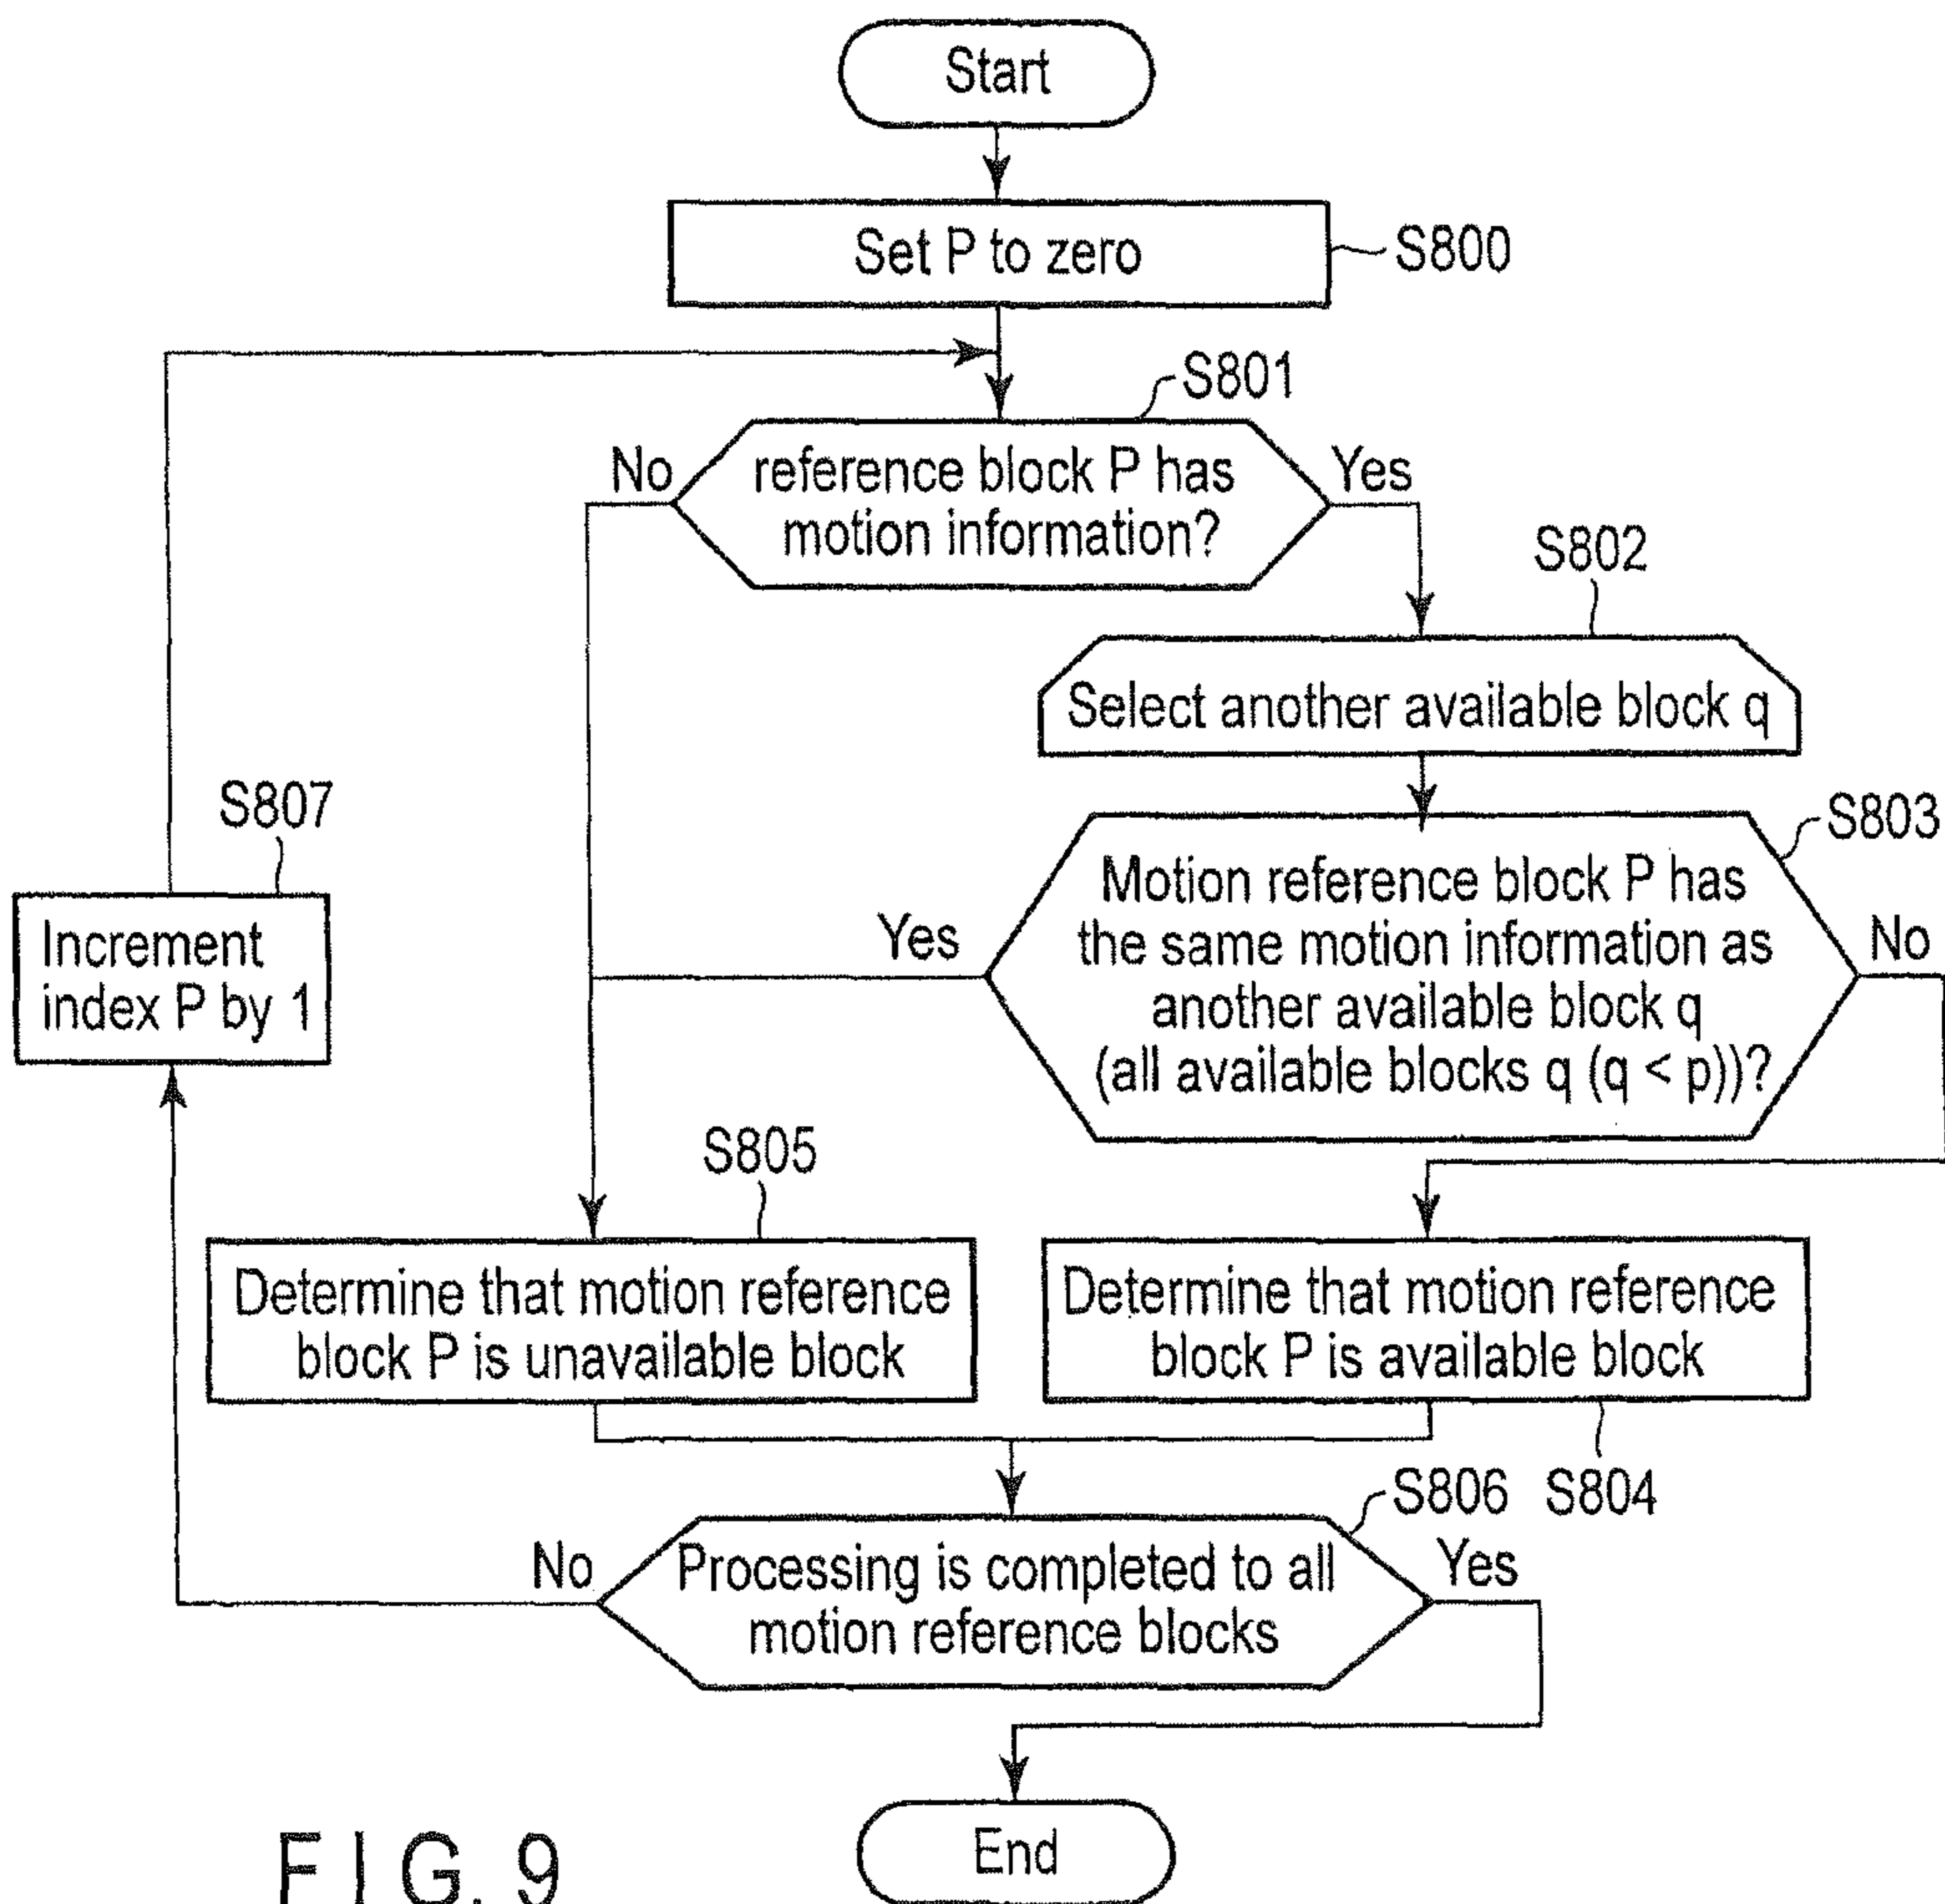 Start
Set P to zero
S800
S801
No
reference block P has
motion information?
Yes
S802
Select another available block q
S807
Increment
index P by 1
S803
Yes
Motion reference block P has
the same motion information as
another available block q
(all available blocks q (q < p))?
No
S805
Determine that motion reference
block P is unavailable block
Determine that motion reference
block P is available block
S806
S804
No
Processing is completed to all
motion reference blocks
Yes
End
FIG. 9